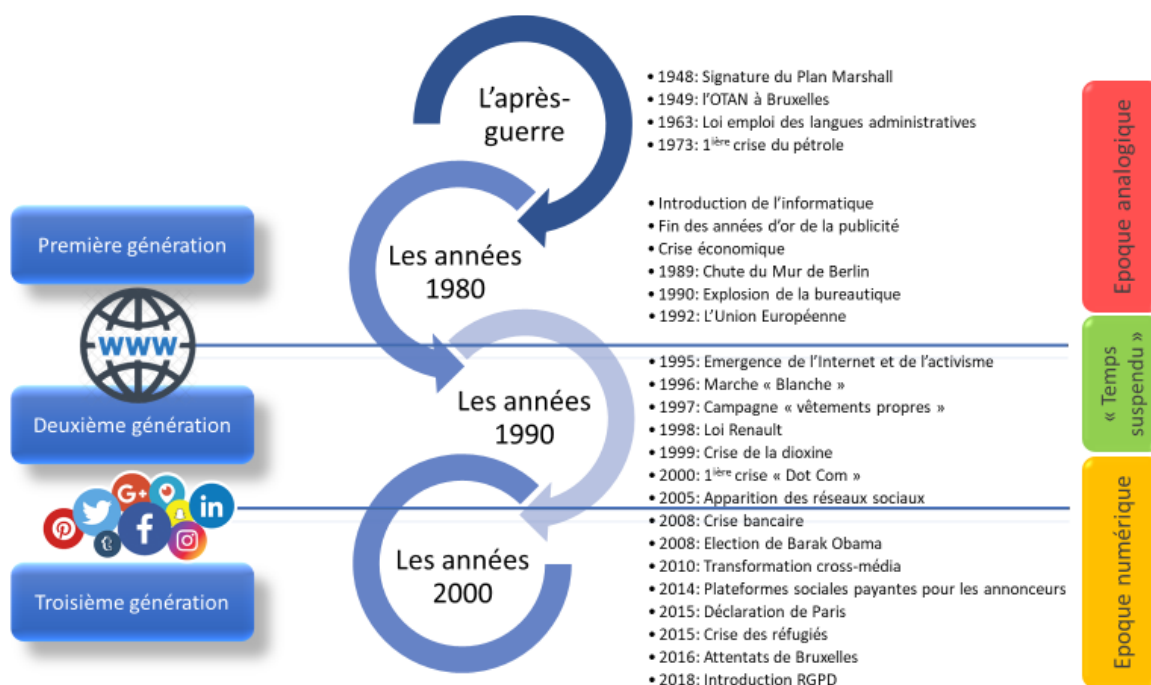 L'après-
guerre
• 1948: Signature du Plan Marshall
• 1949: l'OTAN à Bruxelles
• 1963: Loi emploi des langues administratives
• 1973: 1ière crise du pétrole
Epoque analogique
Première génération
Les années
1980
• Introduction de l'informatique
• Fin des années d'or de la publicité
• Crise économique
• 1989: Chute du Mur de Berlin
• 1990: Explosion de la bureautique
• 1992: L'Union Européenne
WWW
« Temps
suspendu »
Deuxième génération
Les années
1990
• 1995: Emergence de l'Internet et de l'activisme
• 1996: Marche « Blanche »
• 1997: Campagne « vêtements propres »
• 1998: Loi Renault
• 1999: Crise de la dioxine
• 2000: 1ière crise « Dot Com »
• 2005: Apparition des réseaux sociaux
G+
in
f
t
Epoque numérique
Troisième génération
Les années
2000
• 2008: Crise bancaire
• 2008: Election de Barak Obama
• 2010: Transformation cross-média
• 2014: Plateformes sociales payantes pour les annonceurs
• 2015: Déclaration de Paris
• 2015: Crise des réfugiés
• 2016: Attentats de Bruxelles
• 2018: Introduction RGPD